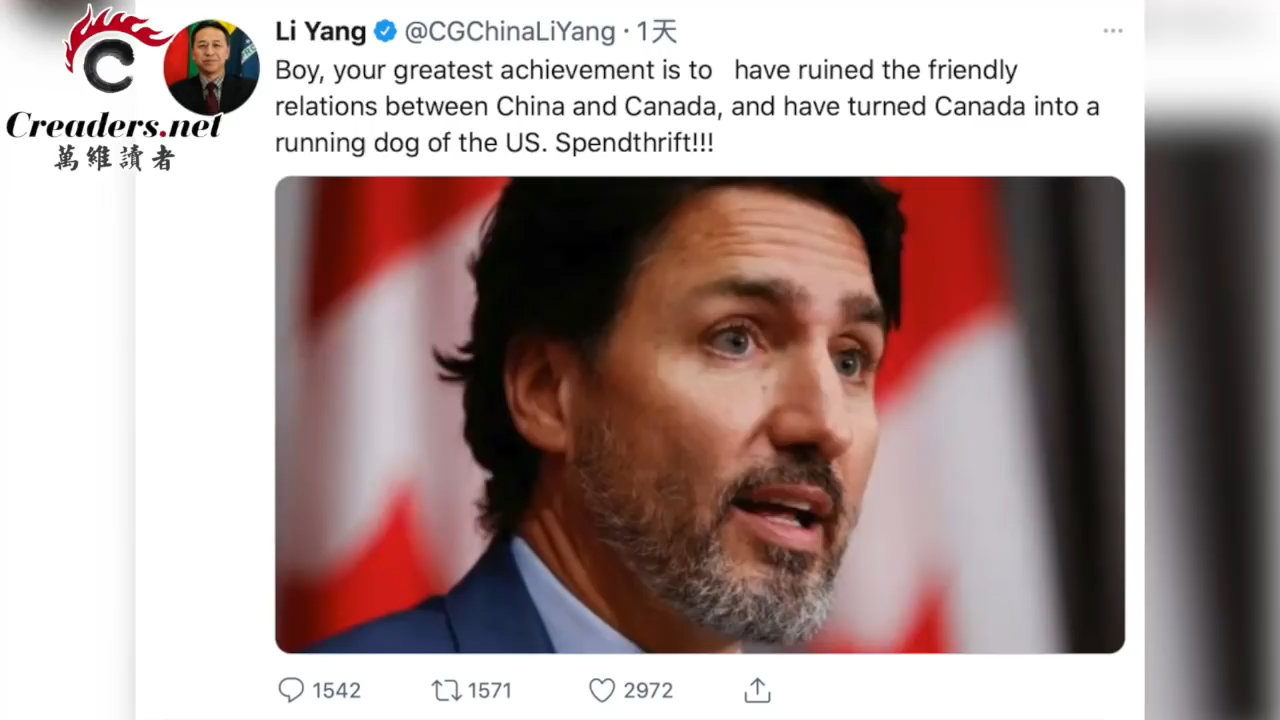 Creaders.net
萬維讀者
Li Yang @CGChinaLiYang · 1天
Boy, your greatest achievement is to have ruined the friendly
relations between China and Canada, and have turned Canada into a
running dog of the US. Spendthrift!!!
1542 1571 2972